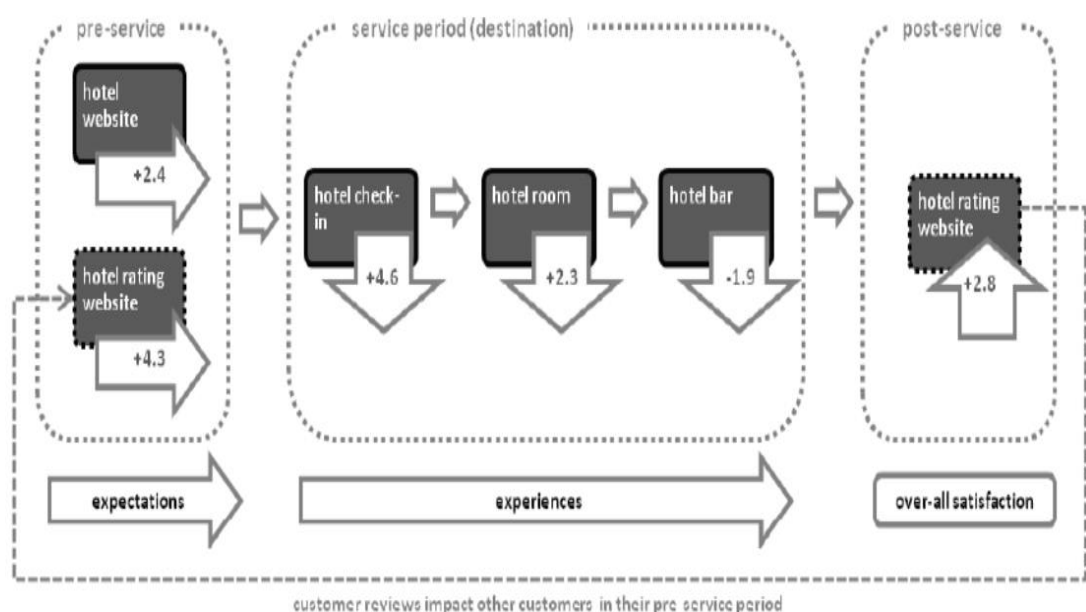 pre-service
service period (destination)
post-service
hotel
website
+2.4
hotel rating
website
+4.3
hotel check-
in
+4.6
hotel room
+2.3
hotel bar
-1.9
hotel rating
website
+2.8
expectations
experiences
over-all satisfaction
customer reviews impact other customers in their pre-service period